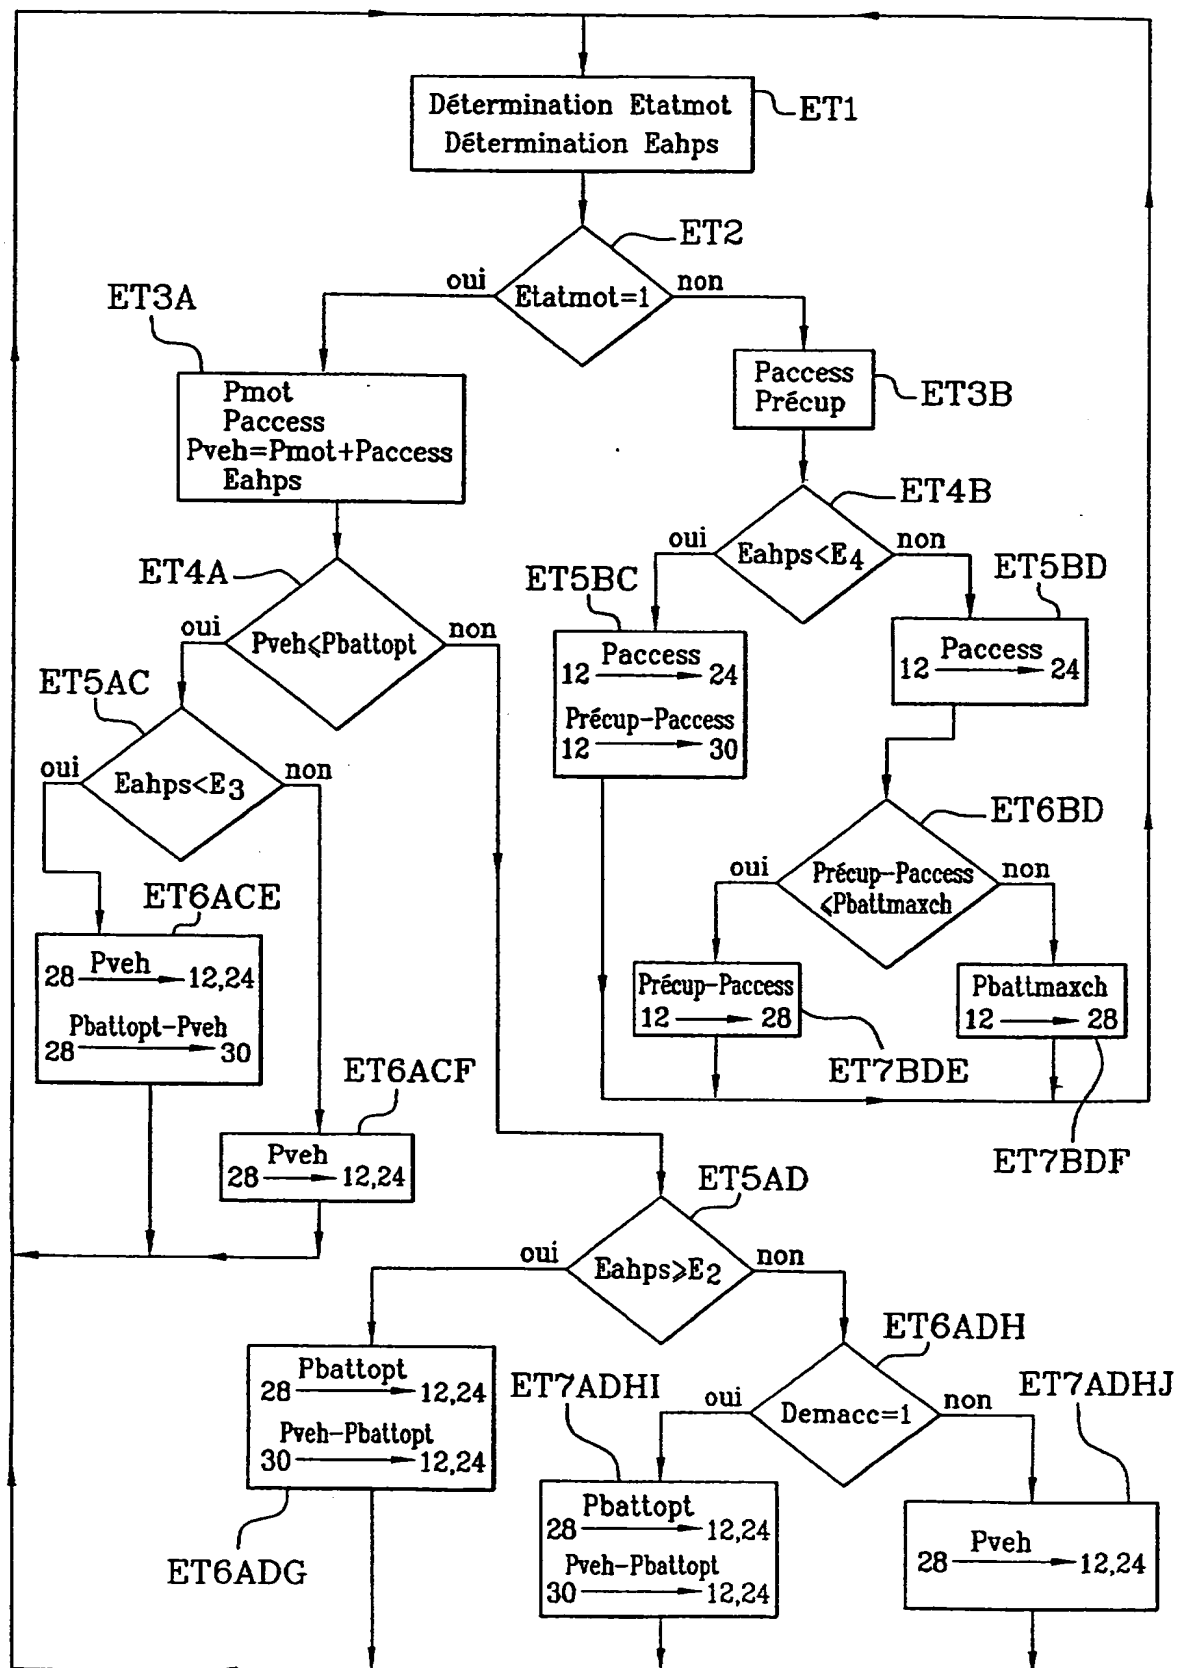 Détermination Etatmot
Détermination Eahps
ET1
ET2
oui
Etatmot=1
non
ET3A
Pmot
Paccess
Pveh=Pmot+Paccess
Eahps
Paccess
Précup
ET3B
ET4B
oui
Eahps<E4
non
ET4A
oui
Pveh⩽Pbattopt
non
ET5BC
Paccess
12 → 24
Précup-Paccess
12 → 30
ET5BD
Paccess
12 → 24
ET5AC
oui
Eahps<E3
non
ET6BD
oui
Précup-Paccess
⩽Pbattmaxch
non
ET6ACE
Pveh
28 → 12,24
Pbattopt-Pveh
28 → 30
Précup-Paccess
12 → 28
ET7BDE
Pbattmaxch
12 → 28
ET7BDF
ET6ACF
Pveh
28 → 12,24
ET5AD
oui
Eahps⩾E2
non
ET6ADH
oui
Demacc=1
non
Pbattopt
28 → 12,24
Pveh-Pbattopt
30 → 12,24
ET6ADG
ET7ADHI
Pbattopt
28 → 12,24
Pveh-Pbattopt
30 → 12,24
ET7ADHJ
Pveh
28 → 12,24